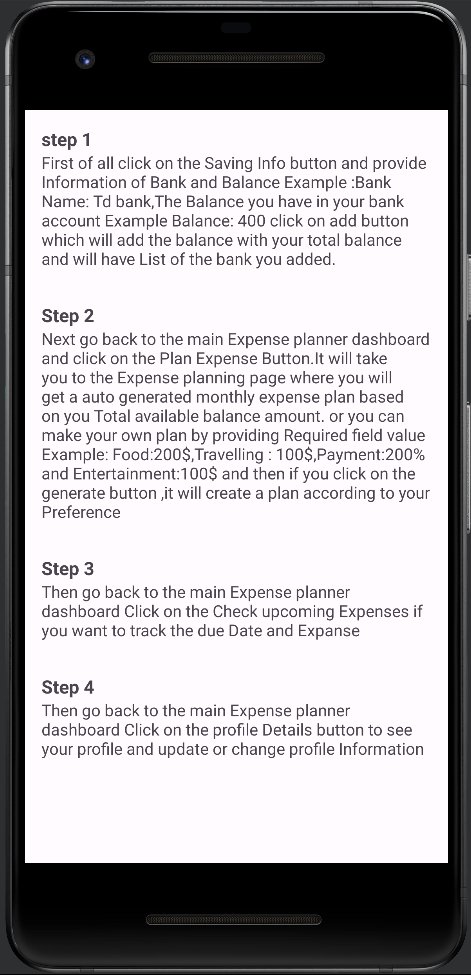 step 1
First of all click on the Saving Info button and provide
Information of Bank and Balance Example :Bank
Name: Td bank,The Balance you have in your bank
account Example Balance: 400 click on add button
which will add the balance with your total balance
and will have List of the bank you added.
Step 2
Next go back to the main Expense planner dashboard
and click on the Plan Expense Button.It will take
you to the Expense planning page where you will
get a auto generated monthly expense plan based
on you Total available balance amount. or you can
make your own plan by providing Required field value
Example: Food:200$,Travelling : 100$,Payment:200%
and Entertainment:100$ and then if you click on the
generate button ,it will create a plan according to your
Preference
Step 3
Then go back to the main Expense planner
dashboard Click on the Check upcoming Expenses if
you want to track the due Date and Expanse
Step 4
Then go back to the main Expense planner
dashboard Click on the profile Details button to see
your profile and update or change profile Information